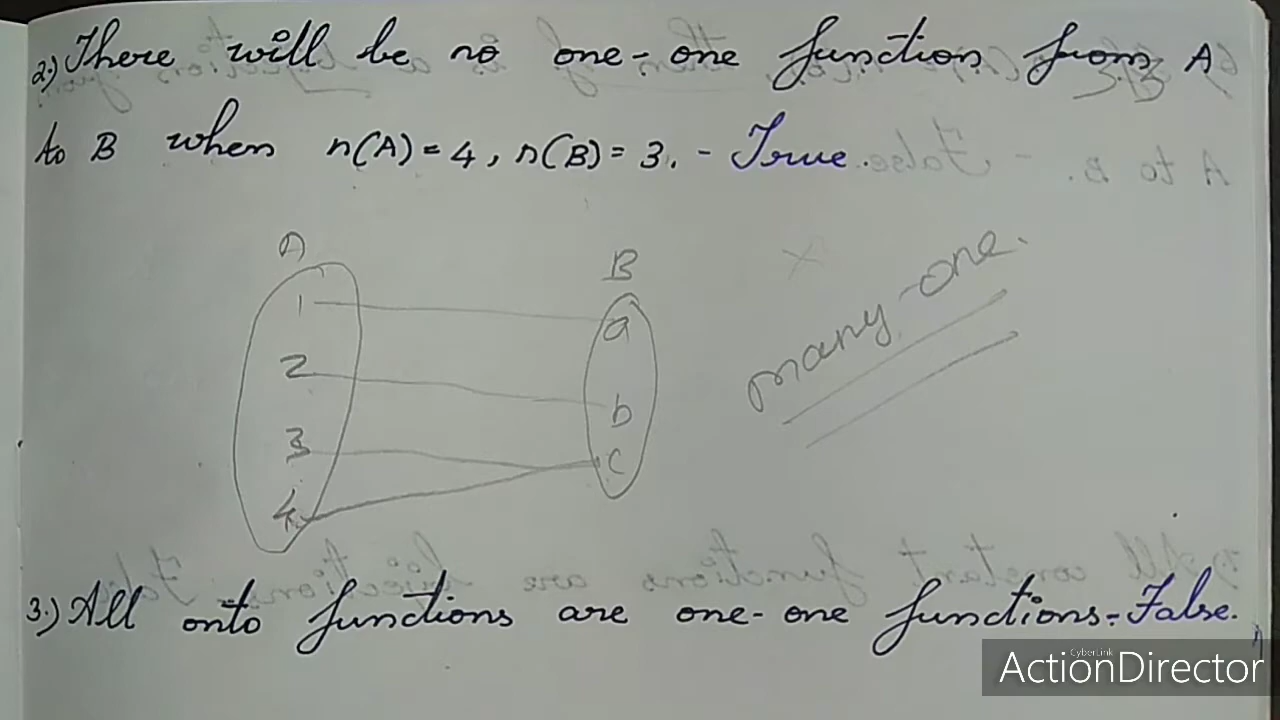 2.) There will be no one-one function from A
to B when n(A) = 4, n(B) = 3. - True.
A
B
1
2
3
4
a
b
c
many-one.
3.) All onto functions are one-one functions - False.
CyberLink
ActionDirector